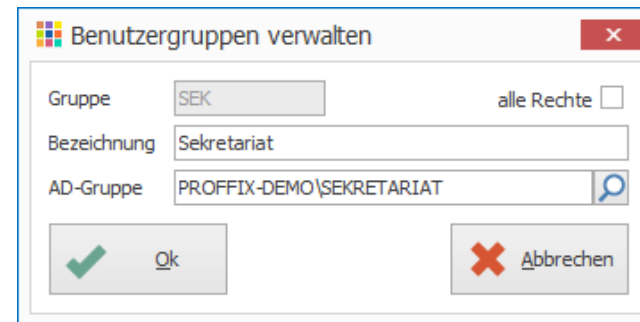 Benutzergruppen verwalten
Gruppe SEK alle Rechte
Bezeichnung Sekretariat
AD-Gruppe PROFFIX-DEMO\SEKRETARIAT
Ok Abbrechen